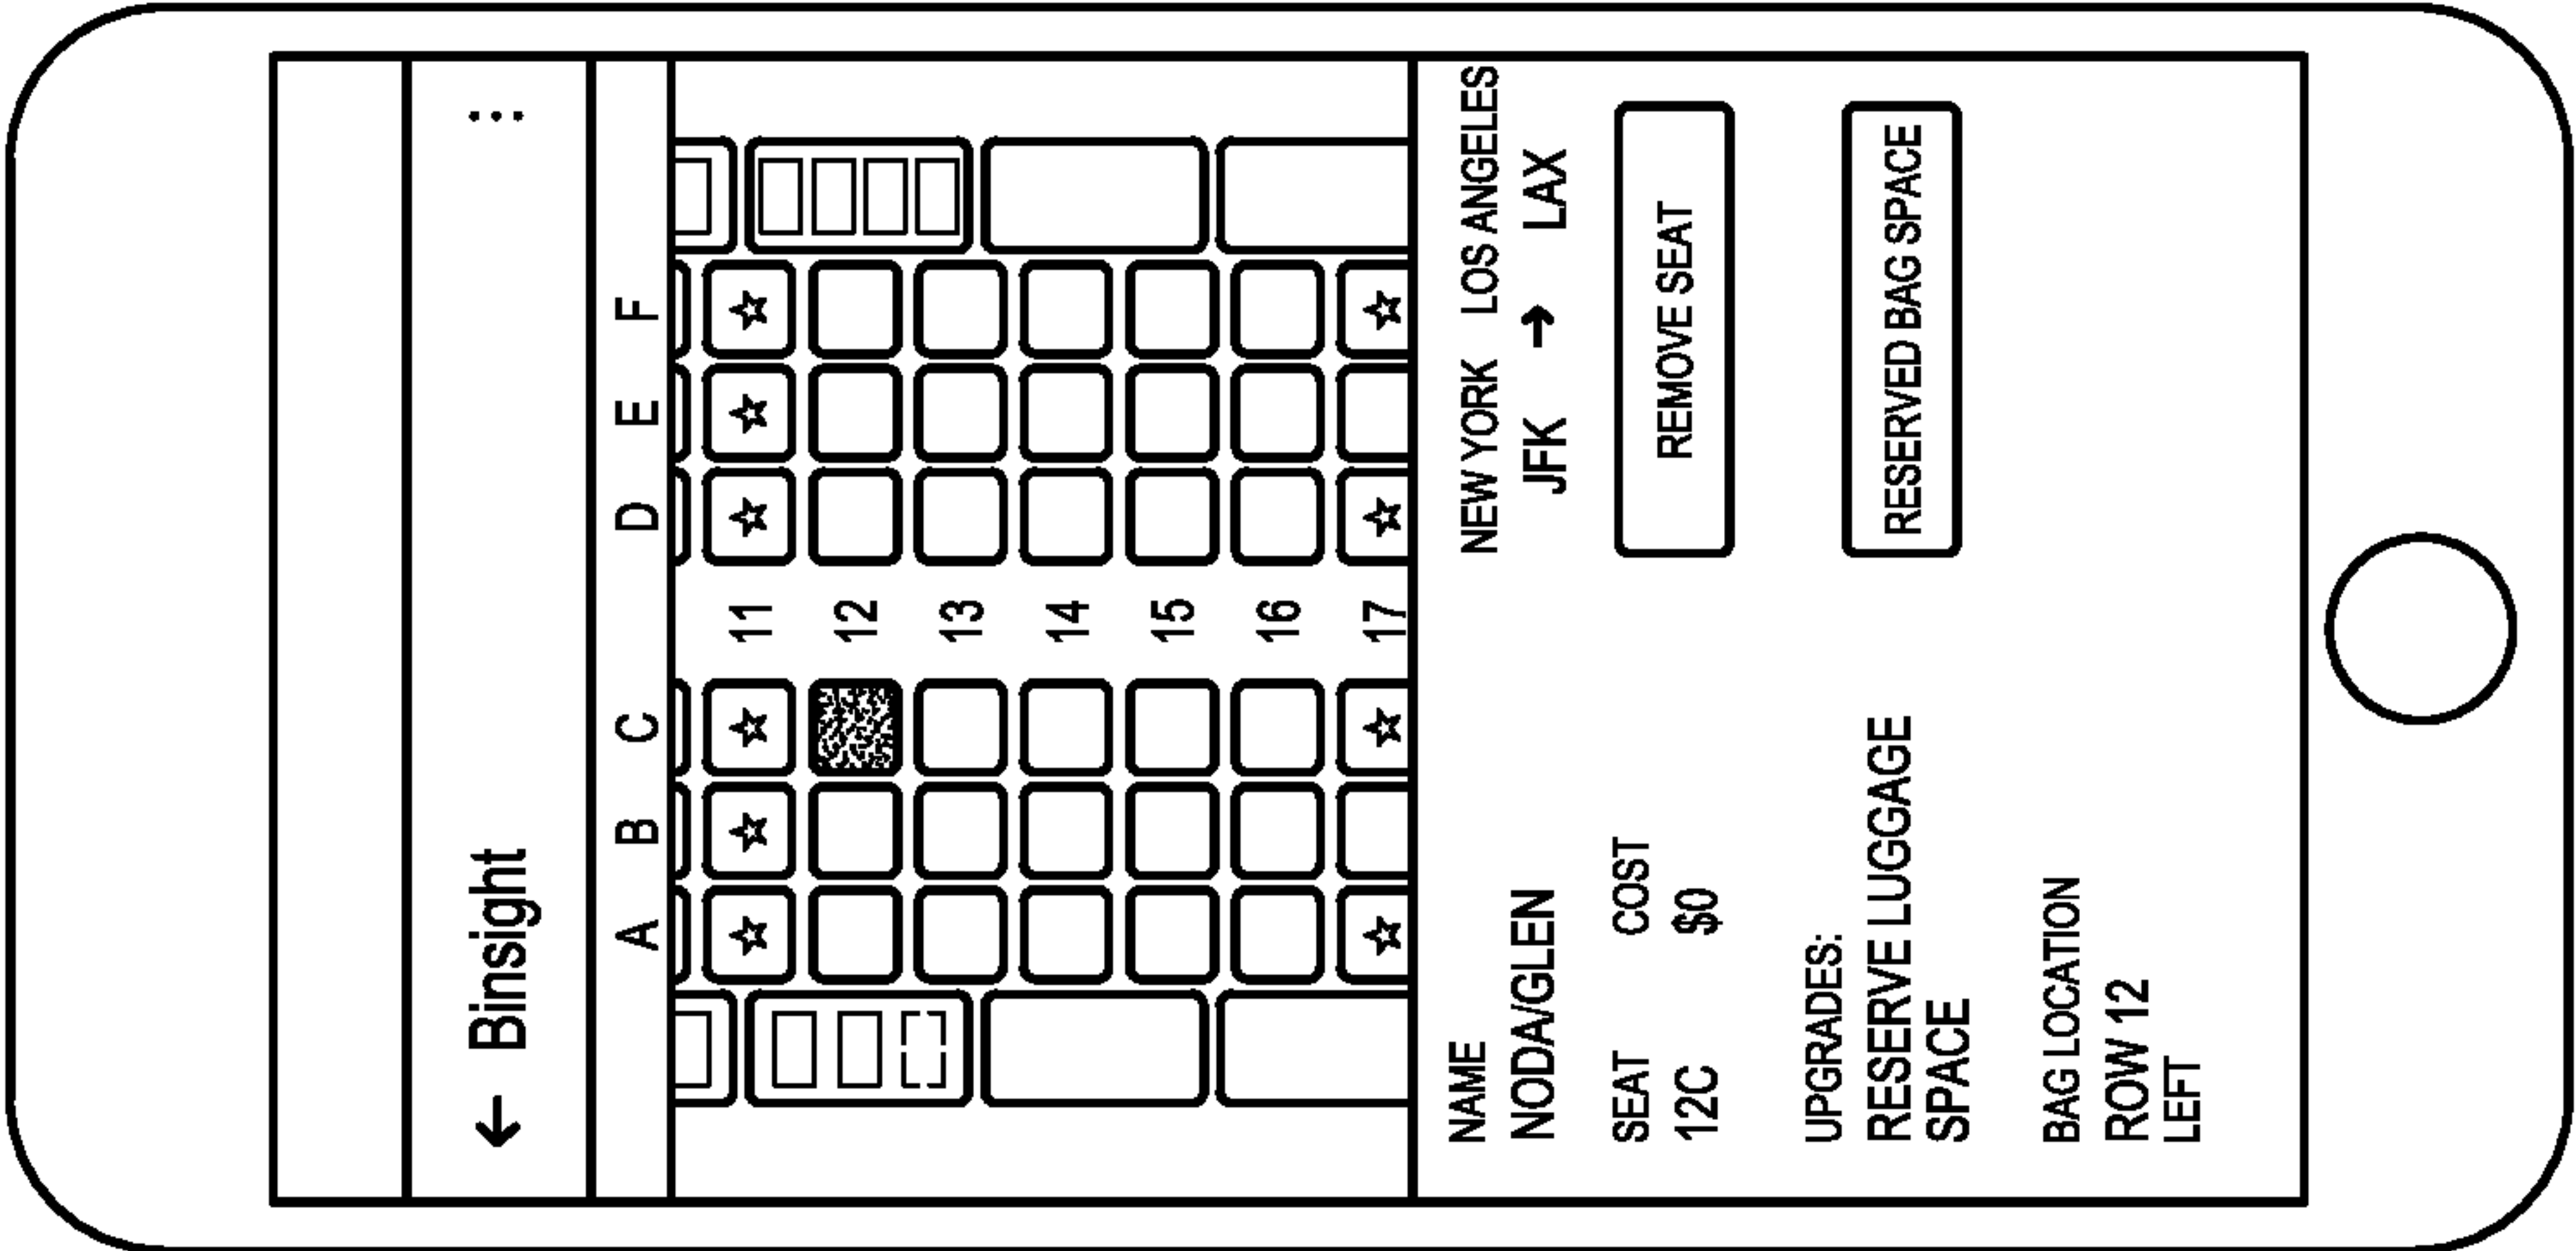 ← Binsight ⋮
A B C D E F
☆ ☆ ☆ 11 ☆ ☆ ☆
12
13
14
15
16
☆ ☆ 17 ☆ ☆
NAME
NODA/GLEN
NEW YORK LOS ANGELES
JFK → LAX
SEAT COST
12C $0
REMOVE SEAT
UPGRADES:
RESERVE LUGGAGE
SPACE
RESERVED BAG SPACE
BAG LOCATION
ROW 12
LEFT